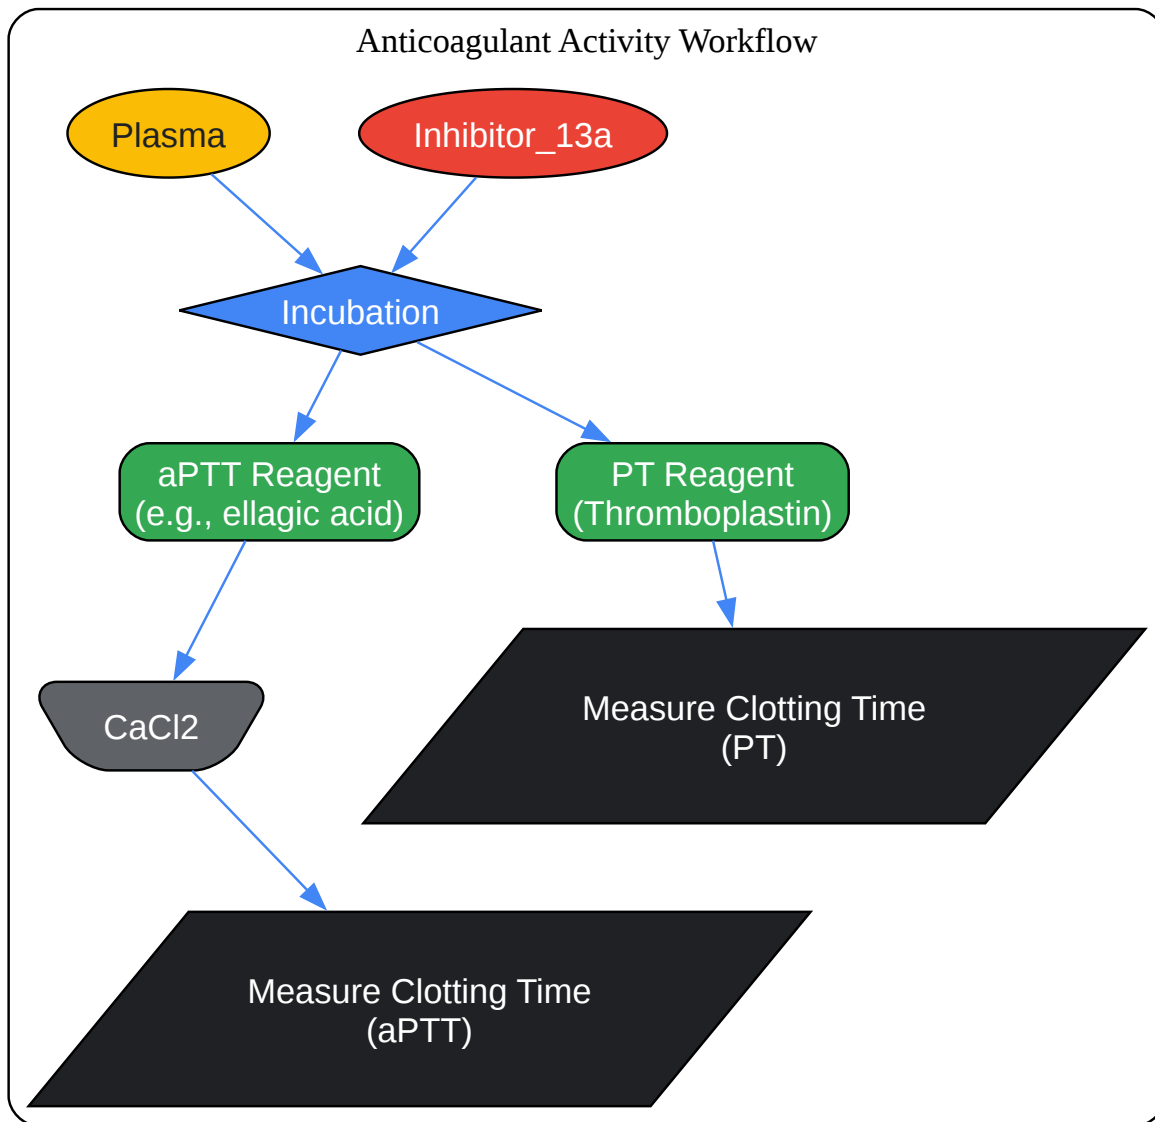 Anticoagulant Activity Workflow
Plasma
Inhibitor_13a
Incubation
aPTT Reagent
(e.g., ellagic acid)
PT Reagent
(Thromboplastin)
CaCl2
Measure Clotting Time
(PT)
Measure Clotting Time
(aPTT)